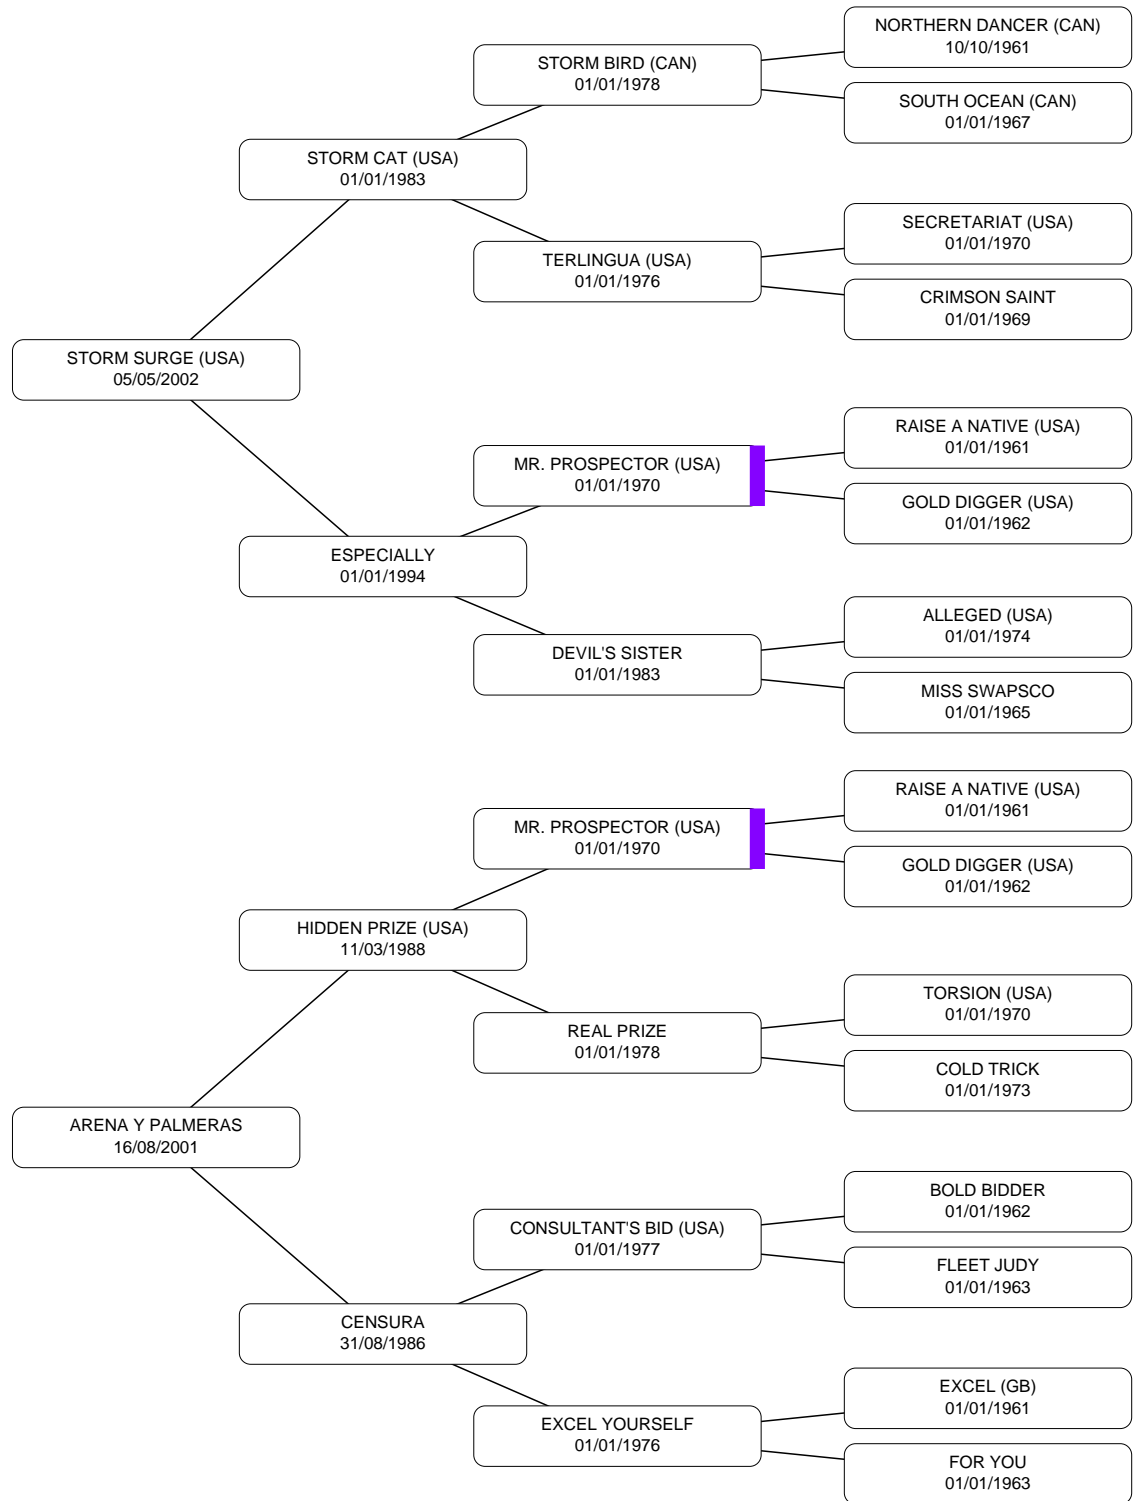 NORTHERN DANCER (CAN)
10/10/1961
STORM BIRD (CAN)
01/01/1978
SOUTH OCEAN (CAN)
01/01/1967
STORM CAT (USA)
01/01/1983
SECRETARIAT (USA)
01/01/1970
TERLINGUA (USA)
01/01/1976
CRIMSON SAINT
01/01/1969
STORM SURGE (USA)
05/05/2002
RAISE A NATIVE (USA)
01/01/1961
MR. PROSPECTOR (USA)
01/01/1970
GOLD DIGGER (USA)
01/01/1962
ESPECIALLY
01/01/1994
ALLEGED (USA)
01/01/1974
DEVIL'S SISTER
01/01/1983
MISS SWAPSCO
01/01/1965
RAISE A NATIVE (USA)
01/01/1961
MR. PROSPECTOR (USA)
01/01/1970
GOLD DIGGER (USA)
01/01/1962
HIDDEN PRIZE (USA)
11/03/1988
TORSION (USA)
01/01/1970
REAL PRIZE
01/01/1978
COLD TRICK
01/01/1973
ARENA Y PALMERAS
16/08/2001
BOLD BIDDER
01/01/1962
CONSULTANT'S BID (USA)
01/01/1977
FLEET JUDY
01/01/1963
CENSURA
31/08/1986
EXCEL (GB)
01/01/1961
EXCEL YOURSELF
01/01/1976
FOR YOU
01/01/1963